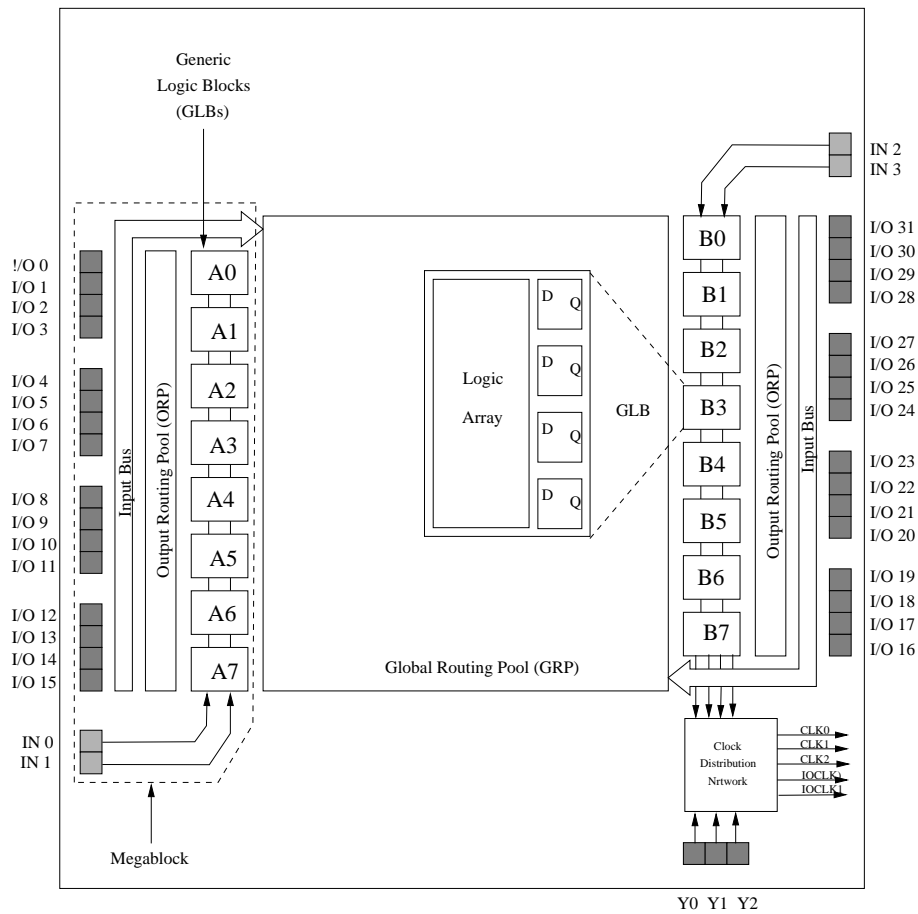 Generic
Logic Blocks
(GLBs)
IN 2
IN 3
!/O 0
I/O 1
I/O 2
I/O 3
I/O 4
I/O 5
I/O 6
I/O 7
I/O 8
I/O 9
I/O 10
I/O 11
I/O 12
I/O 13
I/O 14
I/O 15
IN 0
IN 1
Input Bus
Output Routing Pool (ORP)
A0
A1
A2
A3
A4
A5
A6
A7
Megablock
Logic
Array
D Q
D Q
D Q
D Q
GLB
Global Routing Pool (GRP)
B0
B1
B2
B3
B4
B5
B6
B7
Output Routing Pool (ORP)
Input Bus
I/O 31
I/O 30
I/O 29
I/O 28
I/O 27
I/O 26
I/O 25
I/O 24
I/O 23
I/O 22
I/O 21
I/O 20
I/O 19
I/O 18
I/O 17
I/O 16
Clock
Distribution
Nrtwork
CLK0
CLK1
CLK2
IOCLK)
IOCLK1
Y0 Y1 Y2